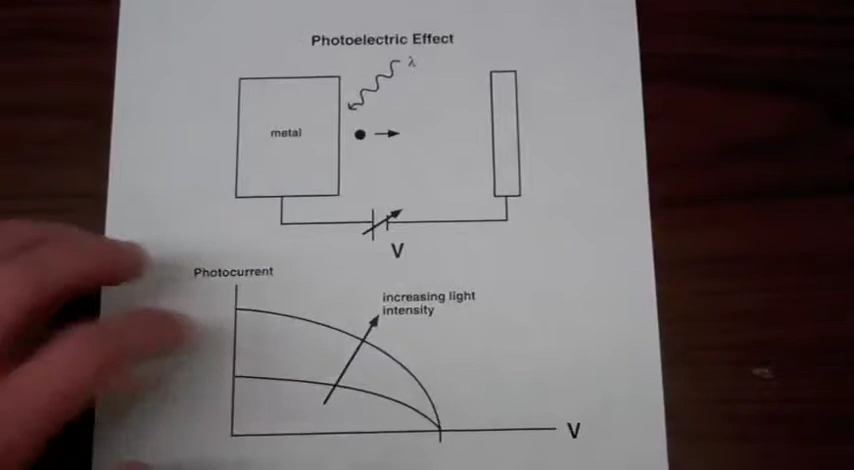 Photoelectric Effect
λ
metal
V
Photocurrent
increasing light
intensity
V